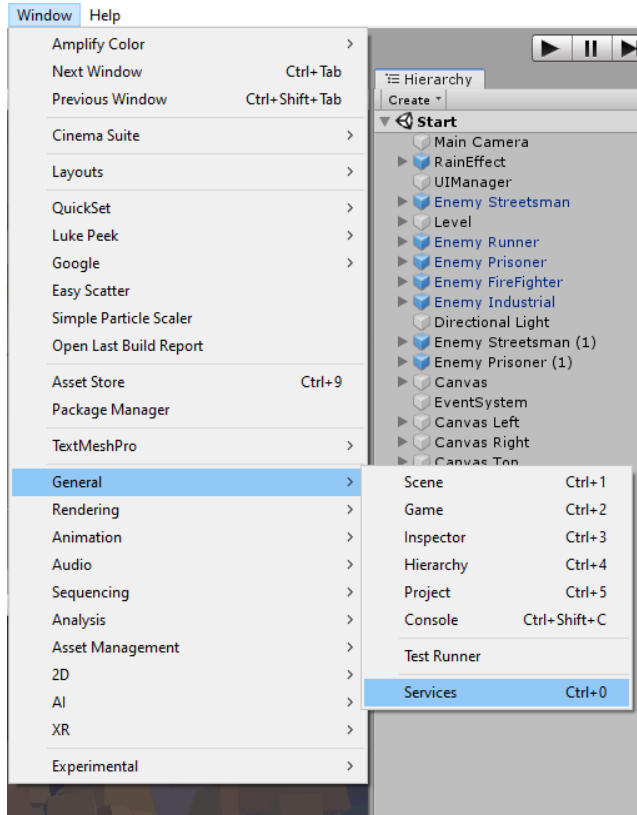 Window Help
Amplify Color
Next Window Ctrl+Tab
Previous Window Ctrl+Shift+Tab
Cinema Suite
Layouts
QuickSet
Luke Peek
Google
Easy Scatter
Simple Particle Scaler
Open Last Build Report
Asset Store Ctrl+9
Package Manager
TextMeshPro
General
Rendering
Animation
Audio
Sequencing
Analysis
Asset Management
2D
AI
XR
Experimental
Hierarchy
Create
Start
Main Camera
RainEffect
UIManager
Enemy Streetsman
Level
Enemy Runner
Enemy Prisoner
Enemy FireFighter
Enemy Industrial
Directional Light
Enemy Streetsman (1)
Enemy Prisoner (1)
Canvas
EventSystem
Canvas Left
Canvas Right
Canvas Top
Scene Ctrl+1
Game Ctrl+2
Inspector Ctrl+3
Hierarchy Ctrl+4
Project Ctrl+5
Console Ctrl+Shift+C
Test Runner
Services Ctrl+0